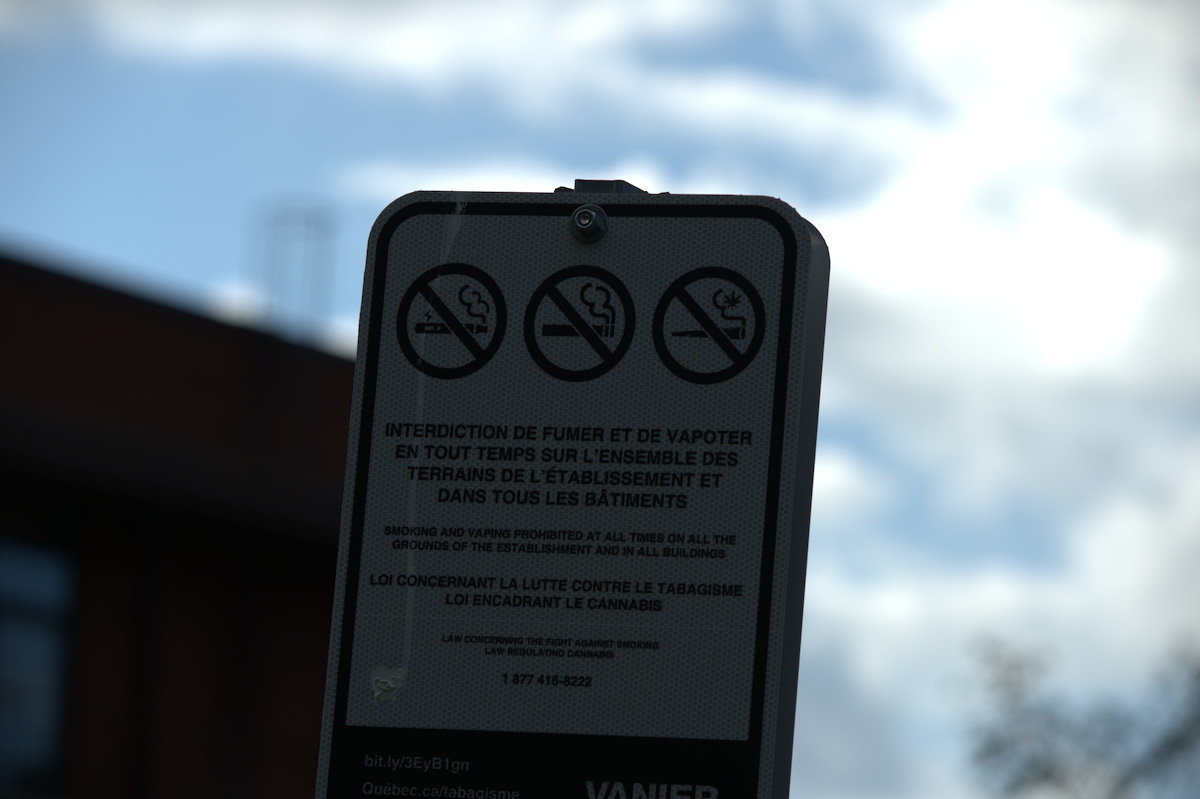 INTERDICTION DE FUMER ET DE VAPOTER
EN TOUT TEMPS SUR L'ENSEMBLE DES
TERRAINS DE L'ÉTABLISSEMENT ET
DANS TOUS LES BÂTIMENTS
SMOKING AND VAPING PROHIBITED AT ALL TIMES ON ALL THE
GROUNDS OF THE ESTABLISHMENT AND IN ALL BUILDINGS
LOI CONCERNANT LA LUTTE CONTRE LE TABAGISME
LOI ENCADRANT LE CANNABIS
LAW CONCERNING THE FIGHT AGAINST SMOKING
LAW REGULATING CANNABIS
1 877 416-8222
bit.ly/3EyB1gn
Québec.ca/tabagisme
VANIER